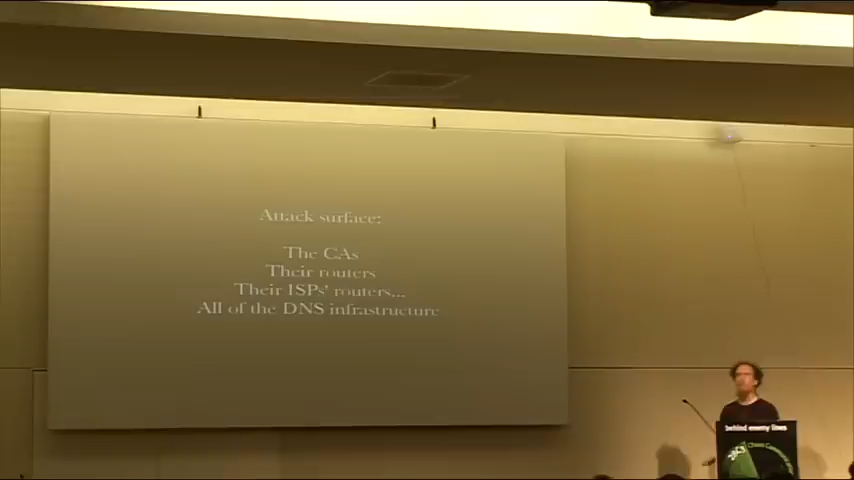 Attack surface:
The CAs
Their routers
Their ISPs' routers...
All of the DNS infrastructure
behind enemy lines